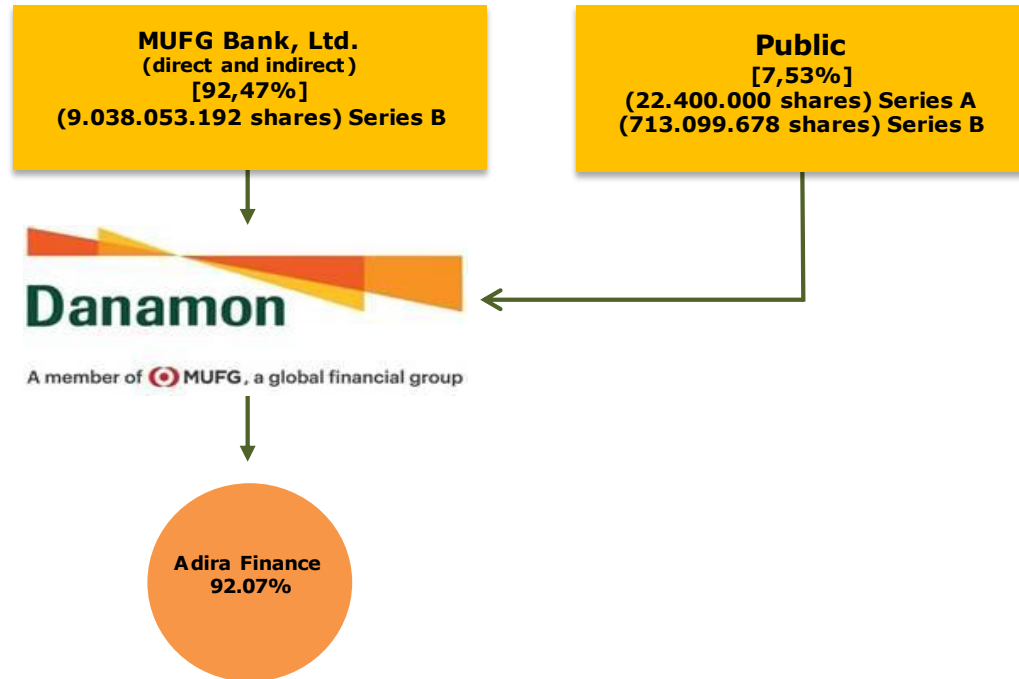 MUFG Bank, Ltd.
(direct and indirect)
[92,47%]
(9.038.053.192 shares) Series B
Public
[7,53%]
(22.400.000 shares) Series A
(713.099.678 shares) Series B
Danamon
A member of MUFG, a global financial group
Adira Finance
92.07%